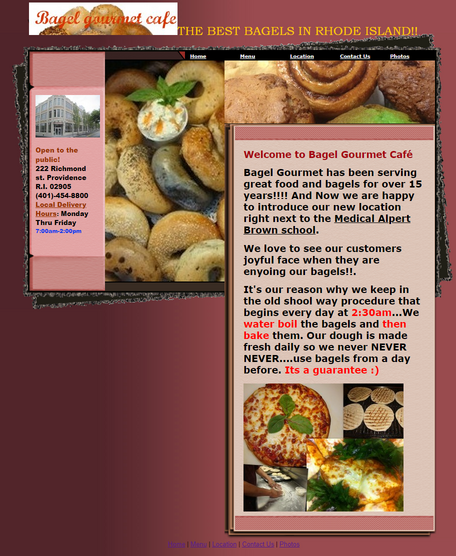 Bagel gourmet cafe
THE BEST BAGELS IN RHODE ISLAND!!
Home Menu Location Contact Us Photos
Open to the
public!
222 Richmond
st. Providence
R.I. 02905
(401)-454-8800
Local Delivery
Hours: Monday
Thru Friday
7:00am-2:00pm
Welcome to Bagel Gourmet Café
Bagel Gourmet has been serving
great food and bagels for over 15
years!!!! And Now we are happy
to introduce our new location
right next to the Medical Alpert
Brown school.
We love to see our customers
joyful face when they are
enyoing our bagels!!.
It's our reason why we keep in
the old shool way procedure that
begins every day at 2:30am...We
water boil the bagels and then
bake them. Our dough is made
fresh daily so we never NEVER
NEVER....use bagels from a day
before. Its a guarantee :)
Home | Menu | Location | Contact Us | Photos